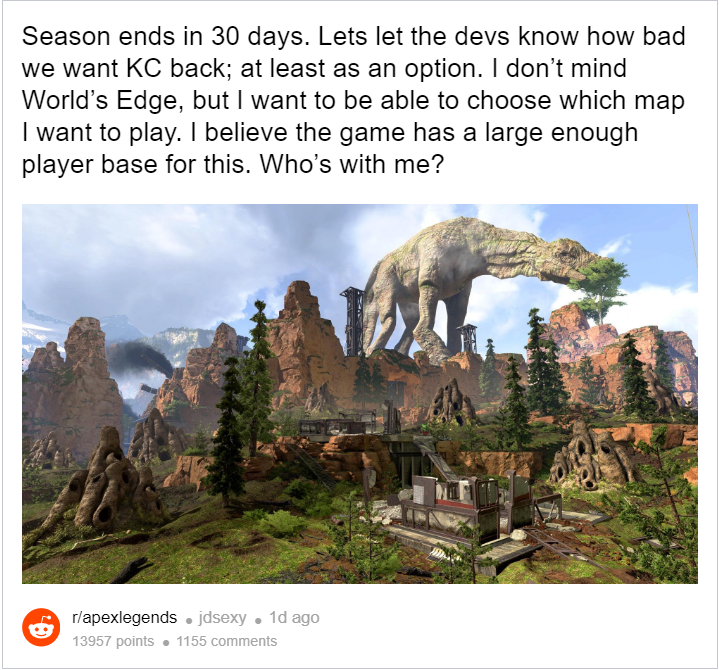 Season ends in 30 days. Lets let the devs know how bad
we want KC back; at least as an option. I don’t mind
World’s Edge, but I want to be able to choose which map
I want to play. I believe the game has a large enough
player base for this. Who’s with me?
r/apexlegends • jdsexy • 1d ago
13957 points • 1155 comments